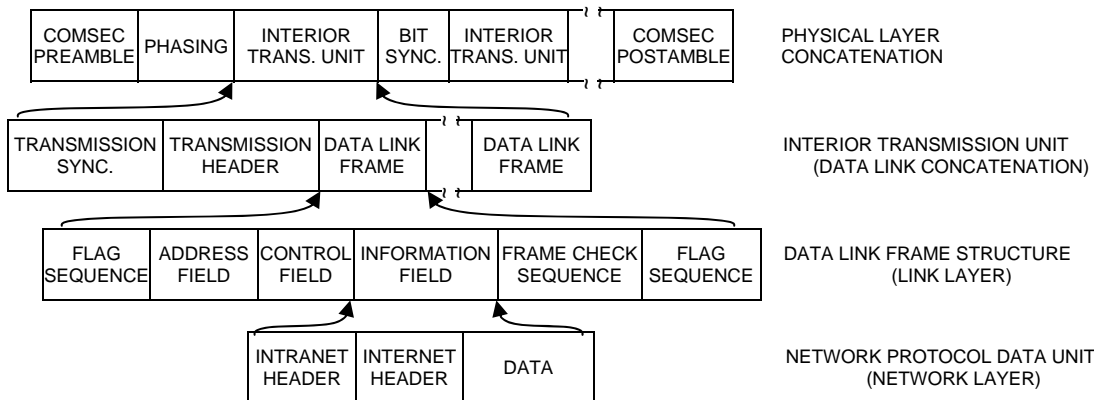 COMSEC PREAMBLE
PHASING
INTERIOR TRANS. UNIT
BIT SYNC.
INTERIOR TRANS. UNIT
COMSEC POSTAMBLE
PHYSICAL LAYER
CONCATENATION
TRANSMISSION SYNC.
TRANSMISSION HEADER
DATA LINK FRAME
DATA LINK FRAME
INTERIOR TRANSMISSION UNIT
(DATA LINK CONCATENATION)
FLAG SEQUENCE
ADDRESS FIELD
CONTROL FIELD
INFORMATION FIELD
FRAME CHECK SEQUENCE
FLAG SEQUENCE
DATA LINK FRAME STRUCTURE
(LINK LAYER)
INTRANET HEADER
INTERNET HEADER
DATA
NETWORK PROTOCOL DATA UNIT
(NETWORK LAYER)